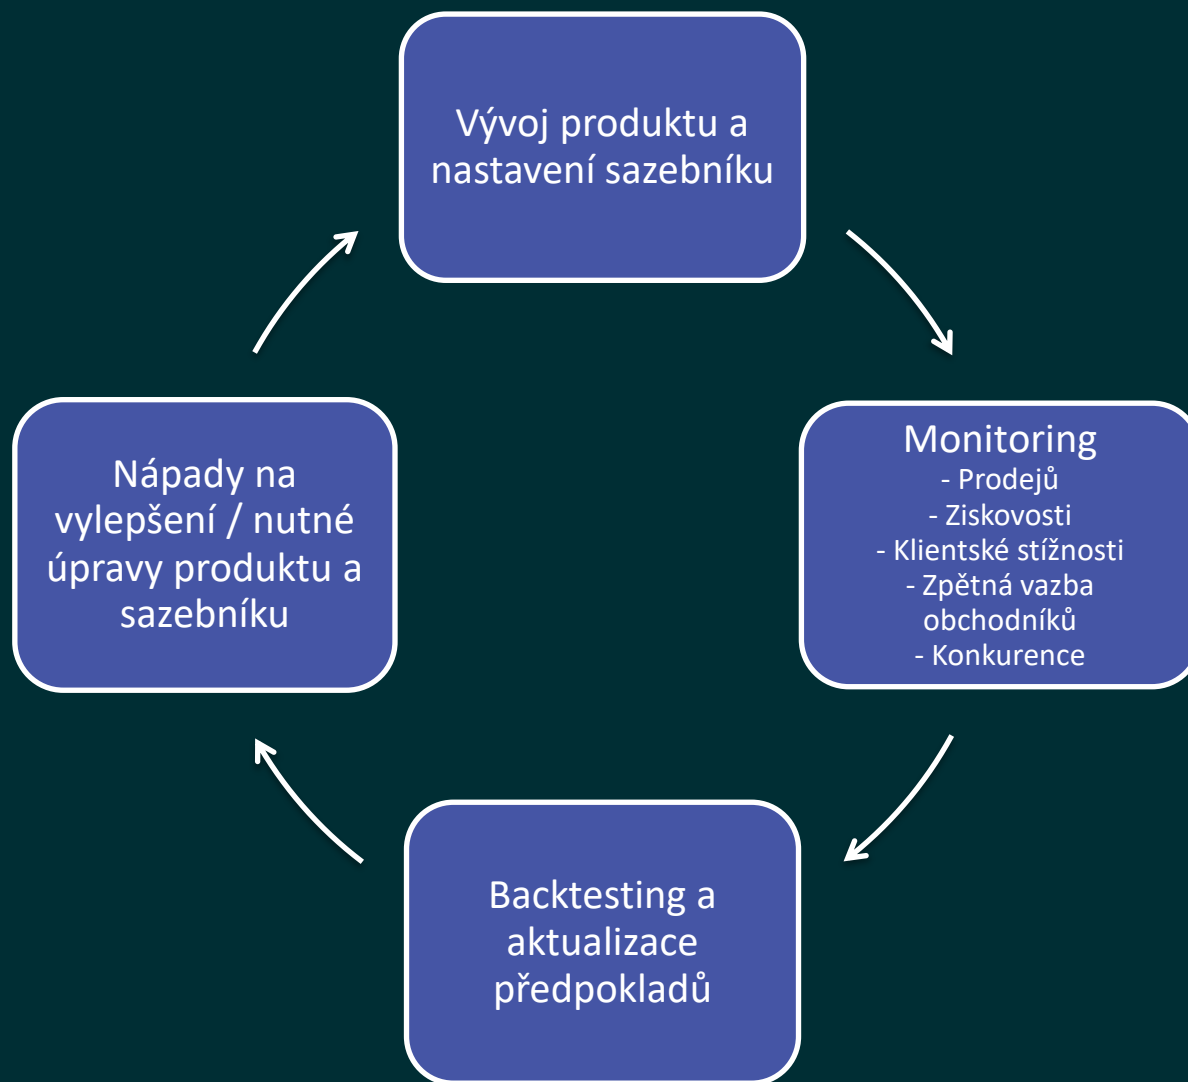 Vývoj produktu a
nastavení sazebníku
Monitoring
- Prodejů
- Ziskovosti
- Klientské stížnosti
- Zpětná vazba
obchodníků
- Konkurence
Backtesting a
aktualizace
předpokladů
Nápady na
vylepšení / nutné
úpravy produktu a
sazebníku